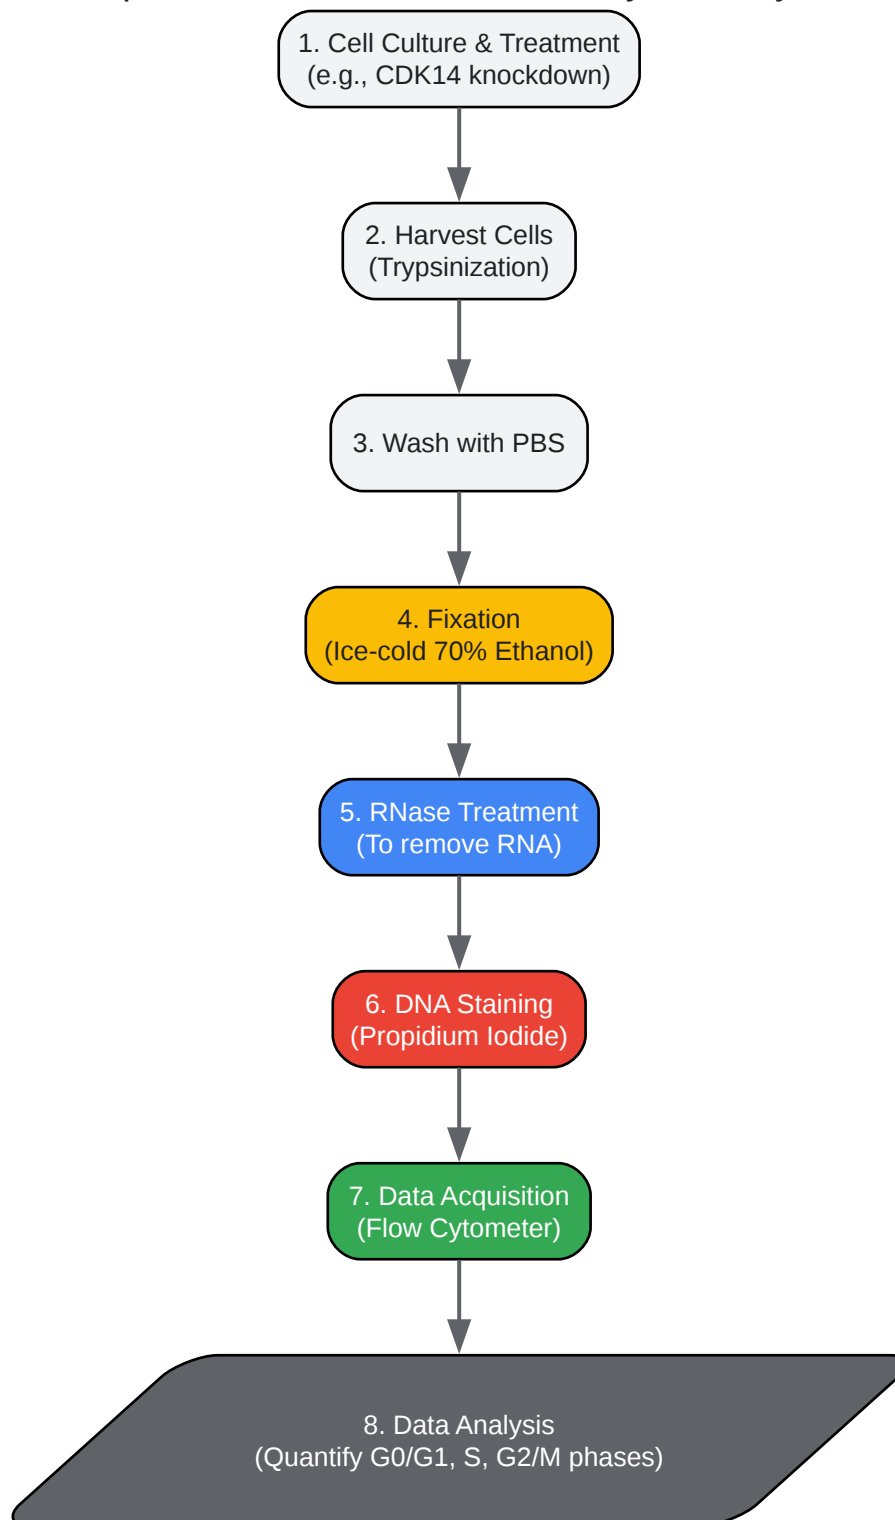 1. Cell Culture & Treatment
(e.g., CDK14 knockdown)
2. Harvest Cells
(Trypsinization)
3. Wash with PBS
4. Fixation
(Ice-cold 70% Ethanol)
5. RNase Treatment
(To remove RNA)
6. DNA Staining
(Propidium Iodide)
7. Data Acquisition
(Flow Cytometer)
8. Data Analysis
(Quantify G0/G1, S, G2/M phases)